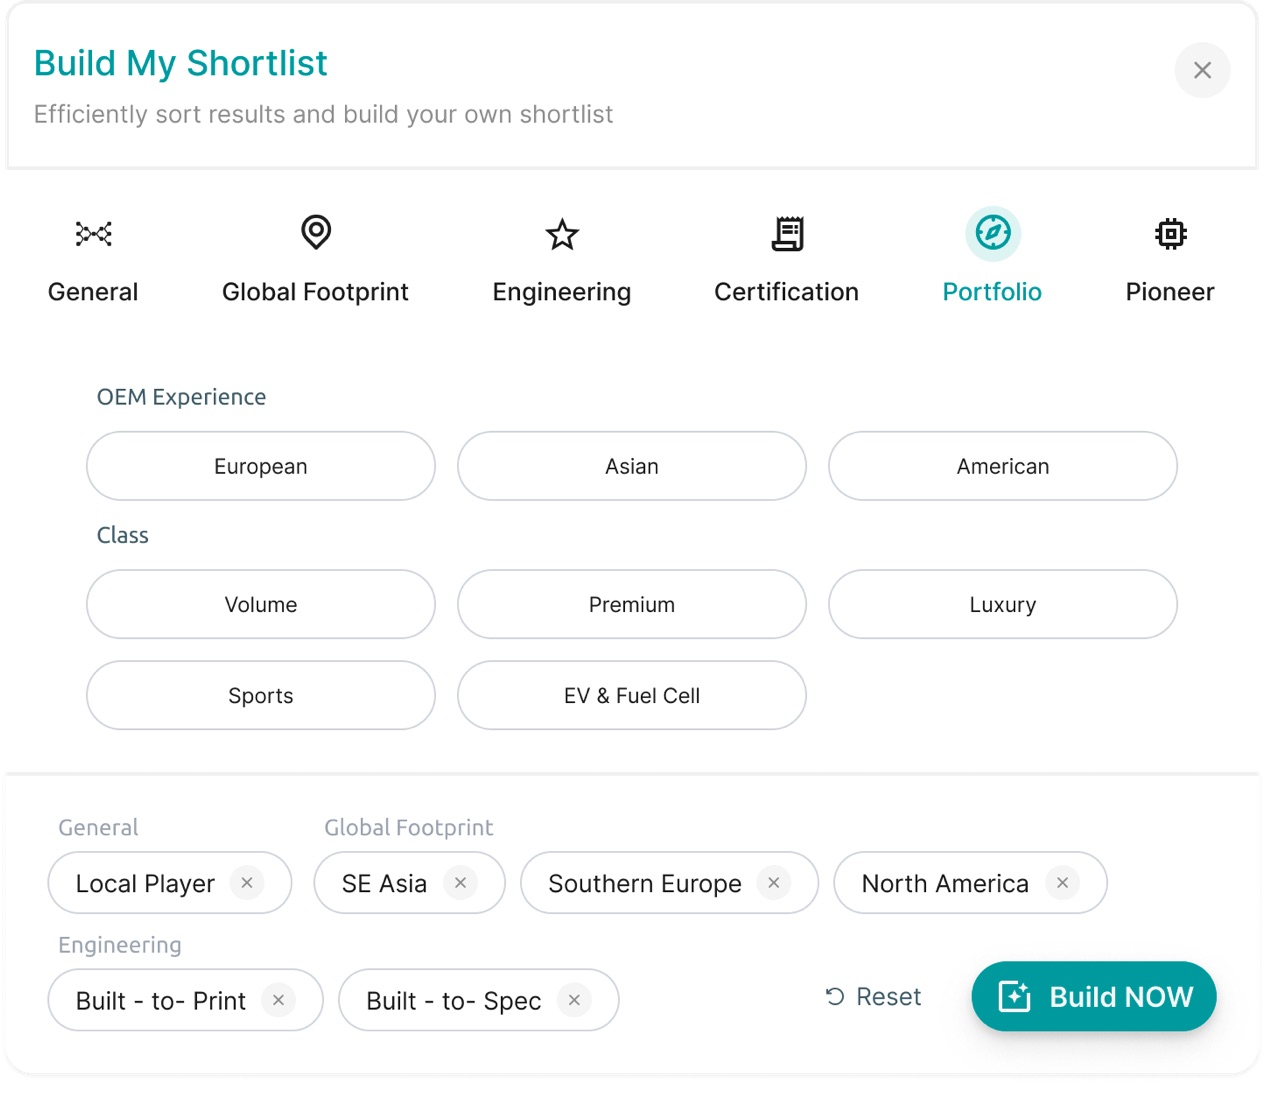 Build My Shortlist
Efficiently sort results and build your own shortlist
General
Global Footprint
Engineering
Certification
Portfolio
Pioneer
OEM Experience
European
Asian
American
Class
Volume
Premium
Luxury
Sports
EV & Fuel Cell
General
Global Footprint
Local Player
SE Asia
Southern Europe
North America
Engineering
Built - to- Print
Built - to- Spec
Reset
Build NOW